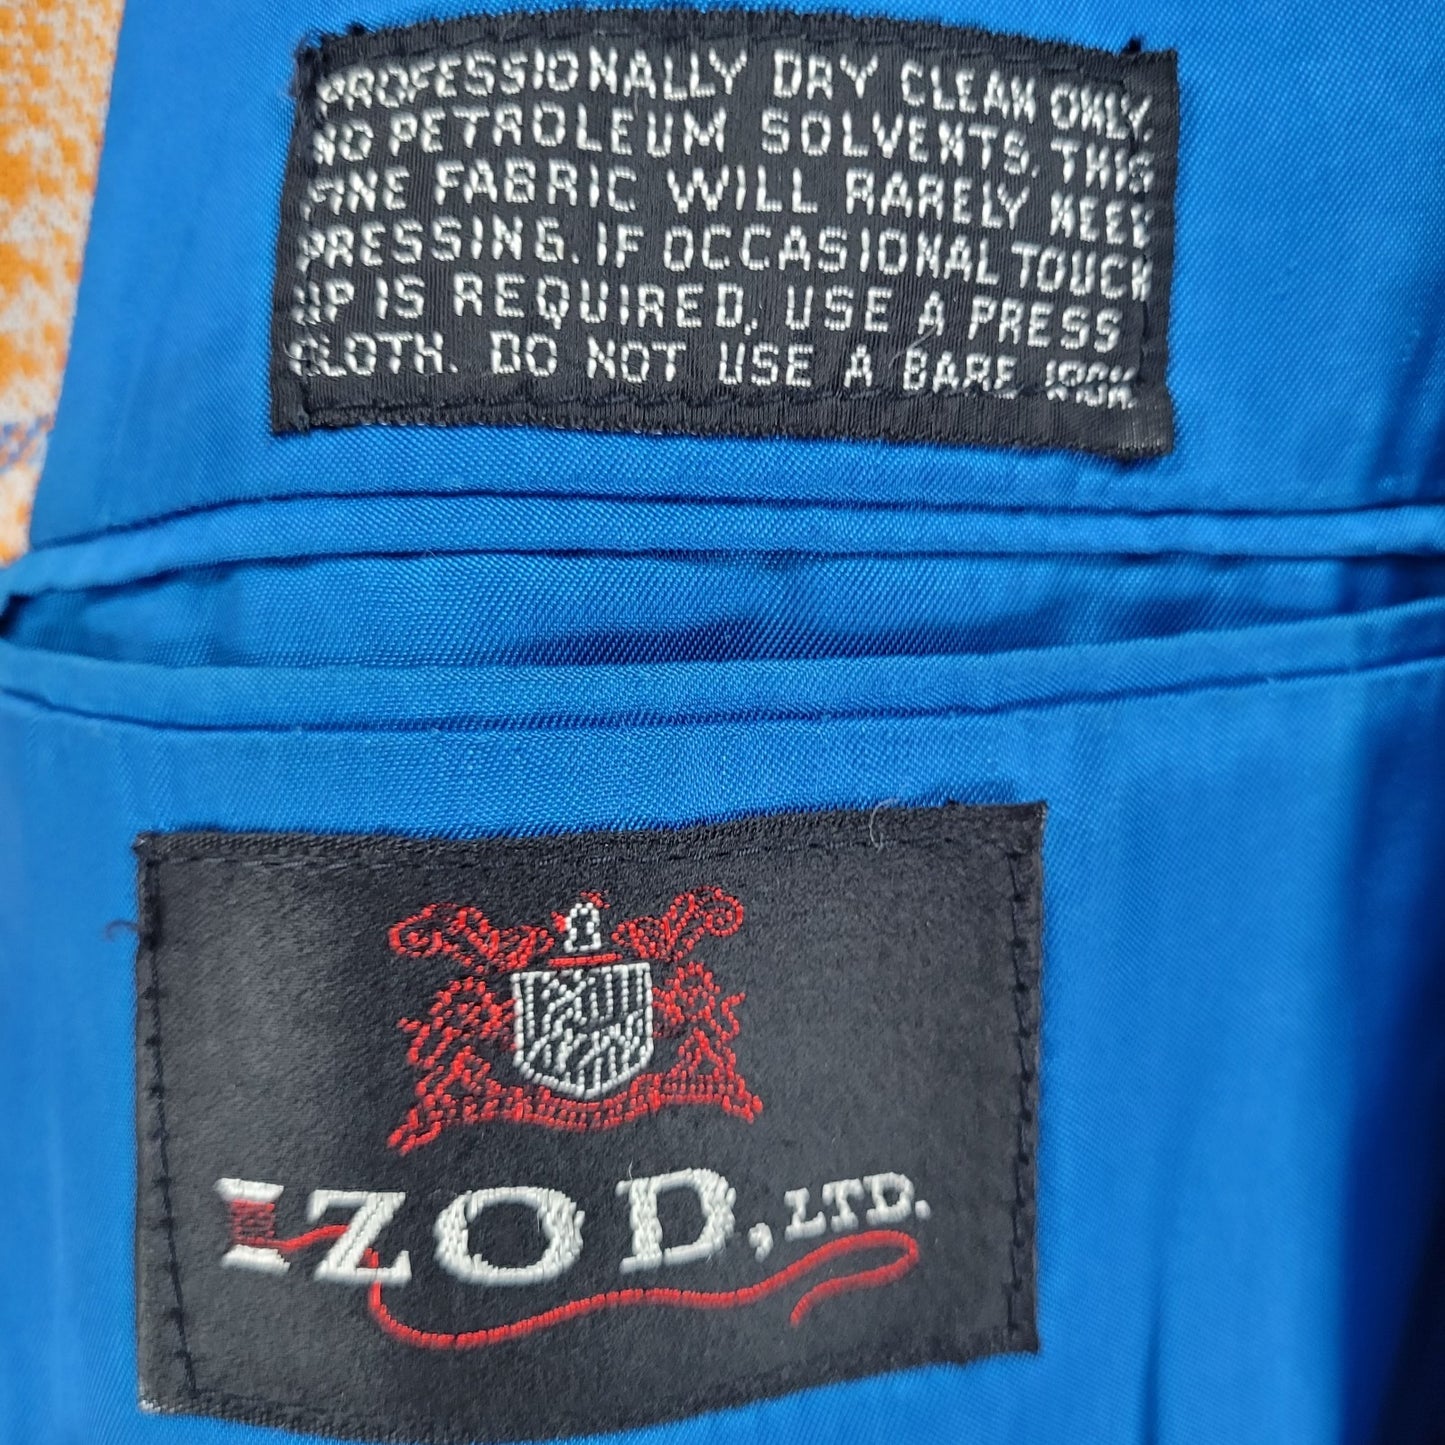 PROFESSIONALLY DRY CLEAN ONLY.
NO PETROLEUM SOLVENTS. THIS
FINE FABRIC WILL RARELY NEED
PRESSING. IF OCCASIONAL TOUCH
UP IS REQUIRED, USE A PRESS
CLOTH. DO NOT USE A BARE IRON.
IZOD, LTD.